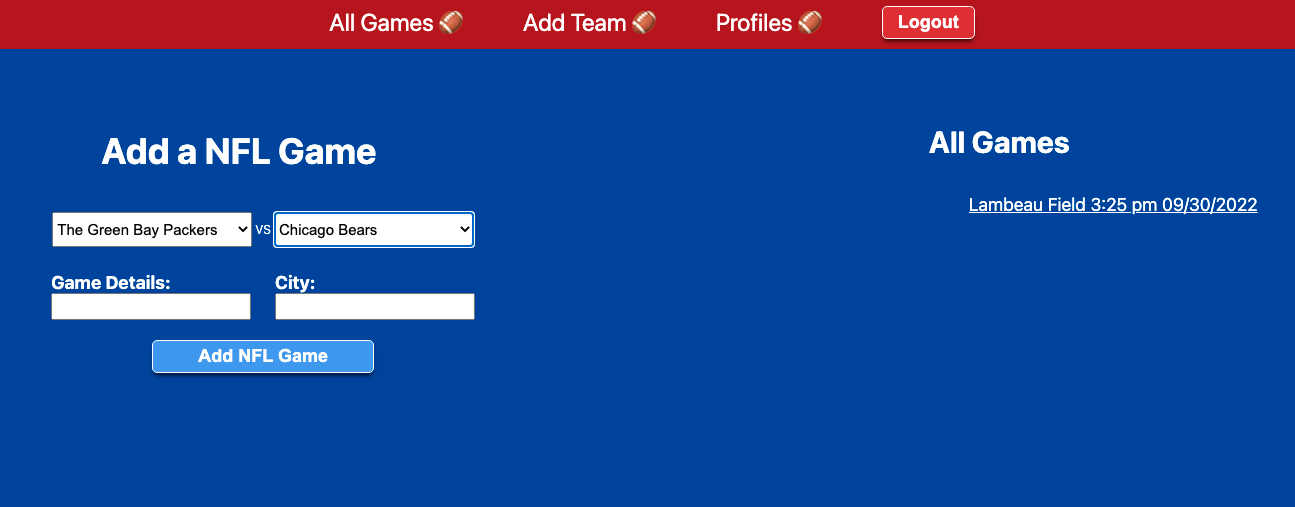 All Games 🏈 Add Team 🏈 Profiles 🏈 Logout
Add a NFL Game
The Green Bay Packers vs Chicago Bears
Game Details: City:
Add NFL Game
All Games
Lambeau Field 3:25 pm 09/30/2022